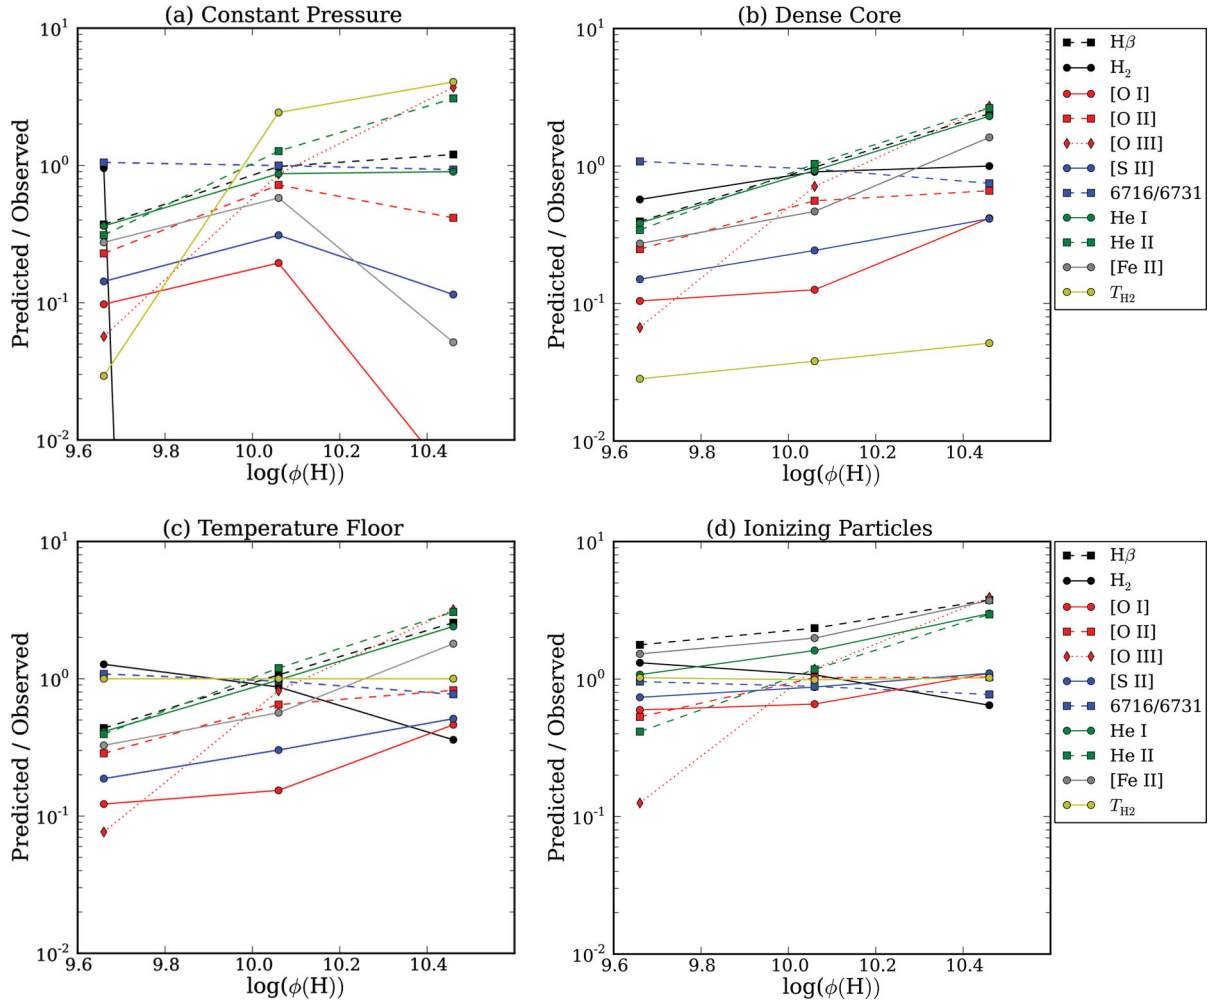 (a) Constant Pressure
Predicted / Observed
10^1
10^0
10^-1
10^-2
9.6 9.8 10.0 10.2 10.4
log(ϕ(H))
(b) Dense Core
Predicted / Observed
10^1
10^0
10^-1
10^-2
9.6 9.8 10.0 10.2 10.4
log(ϕ(H))
Hβ
H₂
[O I]
[O II]
[O III]
[S II]
6716/6731
He I
He II
[Fe II]
T_H2
(c) Temperature Floor
Predicted / Observed
10^1
10^0
10^-1
10^-2
9.6 9.8 10.0 10.2 10.4
log(ϕ(H))
(d) Ionizing Particles
Predicted / Observed
10^1
10^0
10^-1
10^-2
9.6 9.8 10.0 10.2 10.4
log(ϕ(H))
Hβ
H₂
[O I]
[O II]
[O III]
[S II]
6716/6731
He I
He II
[Fe II]
T_H2